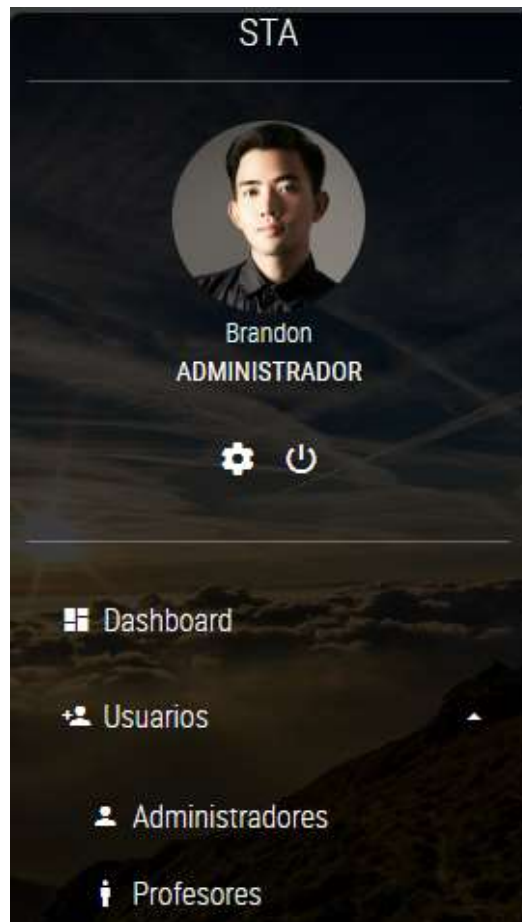 STA
Brandon
ADMINISTRADOR
Dashboard
Usuarios
Administradores
Profesores